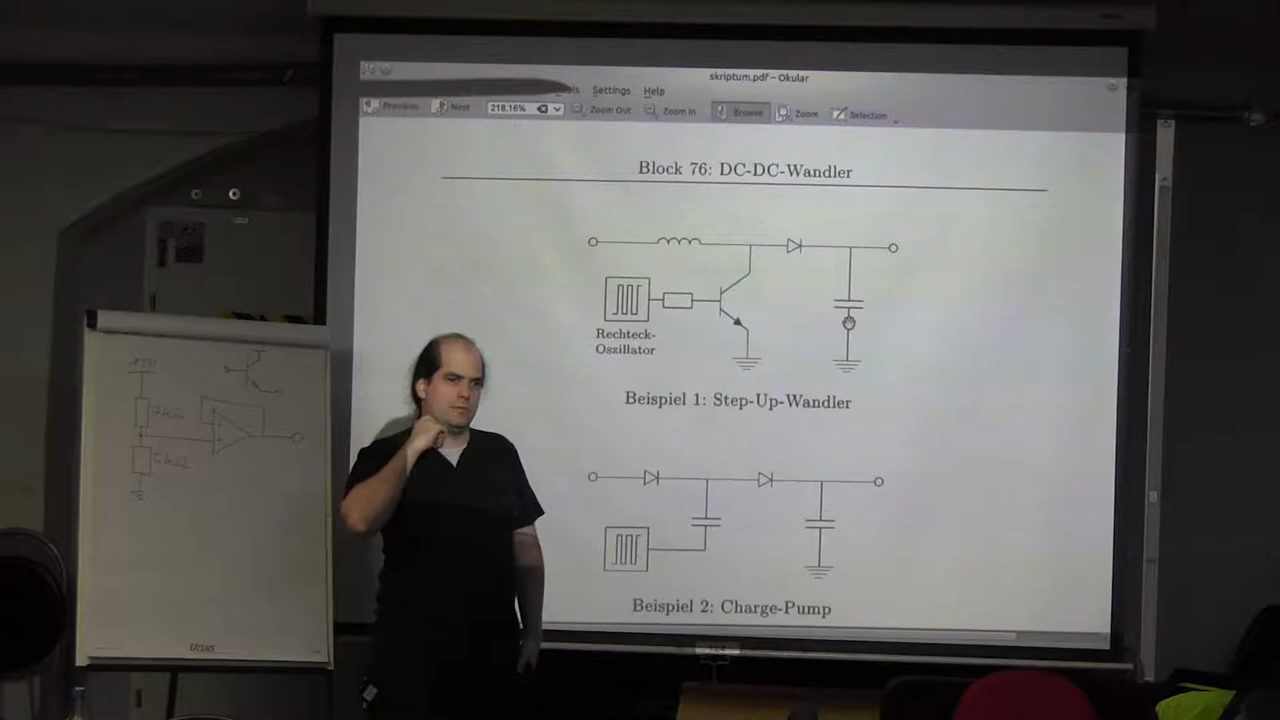 skriptum.pdf – Okular
Settings Help
Previous Next 218.16% Zoom Out Zoom In Browse Zoom Selection
Block 76: DC-DC-Wandler
Rechteck-
Oszillator
Beispiel 1: Step-Up-Wandler
Beispiel 2: Charge-Pump